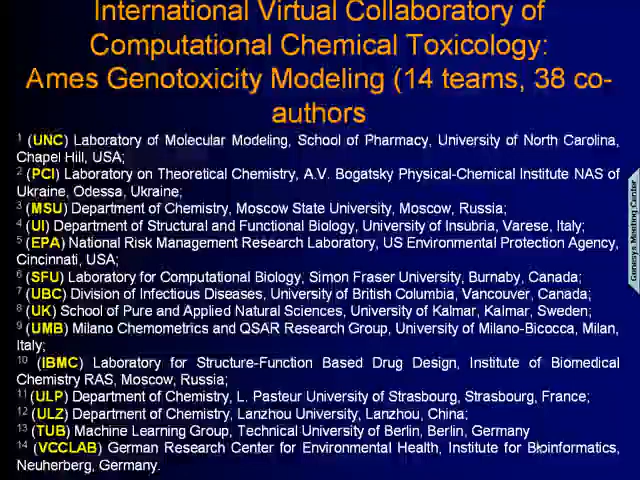 International Virtual Collaboratory of
Computational Chemical Toxicology:
Ames Genotoxicity Modeling (14 teams, 38 co-
authors
1 (UNC) Laboratory of Molecular Modeling, School of Pharmacy, University of North Carolina,
Chapel Hill, USA;
2 (PCI) Laboratory on Theoretical Chemistry, A.V. Bogatsky Physical-Chemical Institute NAS of
Ukraine, Odessa, Ukraine;
3 (MSU) Department of Chemistry, Moscow State University, Moscow, Russia;
4 (UI) Department of Structural and Functional Biology, University of Insubria, Varese, Italy;
5 (EPA) National Risk Management Research Laboratory, US Environmental Protection Agency,
Cincinnati, USA;
6 (SFU) Laboratory for Computational Biology, Simon Fraser University, Burnaby, Canada;
7 (UBC) Division of Infectious Diseases, University of British Columbia, Vancouver, Canada;
8 (UK) School of Pure and Applied Natural Sciences, University of Kalmar, Kalmar, Sweden;
9 (UMB) Milano Chemometrics and QSAR Research Group, University of Milano-Bicocca, Milan,
Italy;
10 (IBMC) Laboratory for Structure-Function Based Drug Design, Institute of Biomedical
Chemistry RAS, Moscow, Russia;
11 (ULP) Department of Chemistry, L. Pasteur University of Strasbourg, Strasbourg, France;
12 (ULZ) Department of Chemistry, Lanzhou University, Lanzhou, China;
13 (TUB) Machine Learning Group, Technical University of Berlin, Berlin, Germany
14 (VCCLAB) German Research Center for Environmental Health, Institute for Bioinformatics,
Neuherberg, Germany.
Genesys Meeting Center